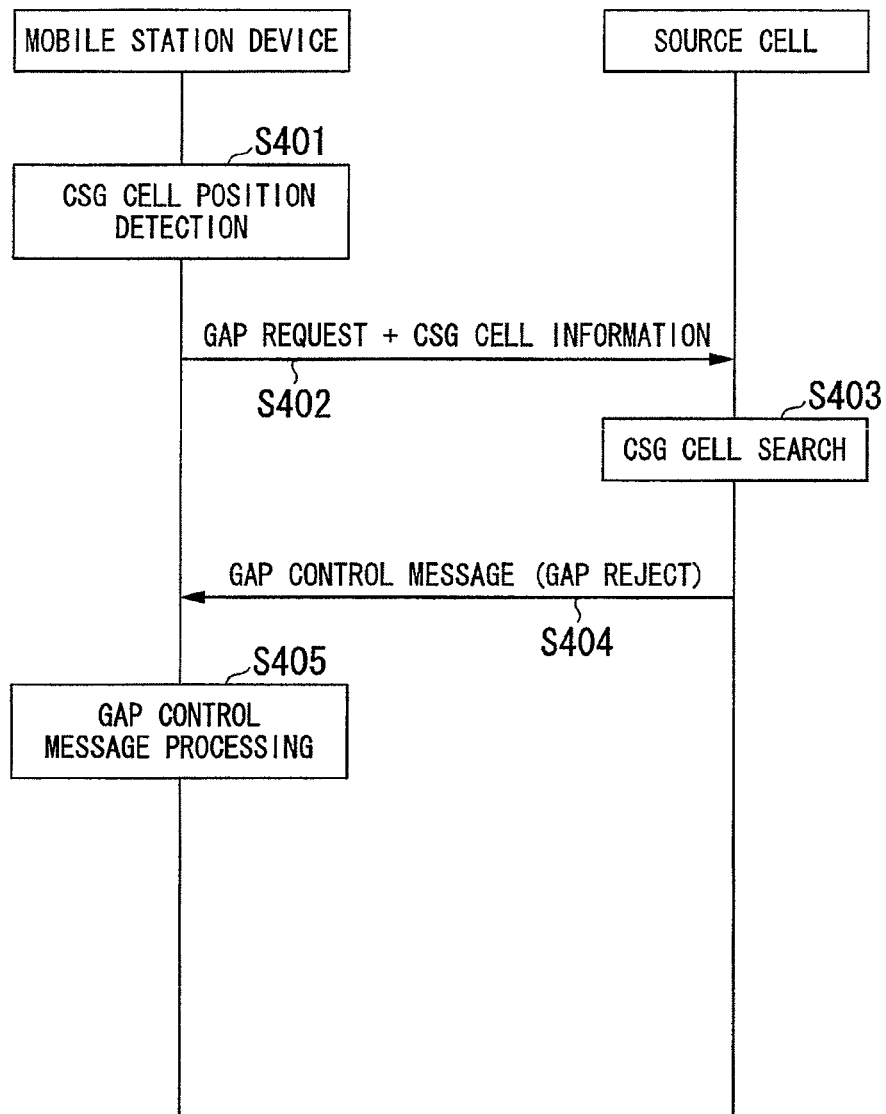 MOBILE STATION DEVICE
SOURCE CELL
S401
CSG CELL POSITION
DETECTION
GAP REQUEST + CSG CELL INFORMATION
S402
S403
CSG CELL SEARCH
GAP CONTROL MESSAGE (GAP REJECT)
S404
S405
GAP CONTROL
MESSAGE PROCESSING